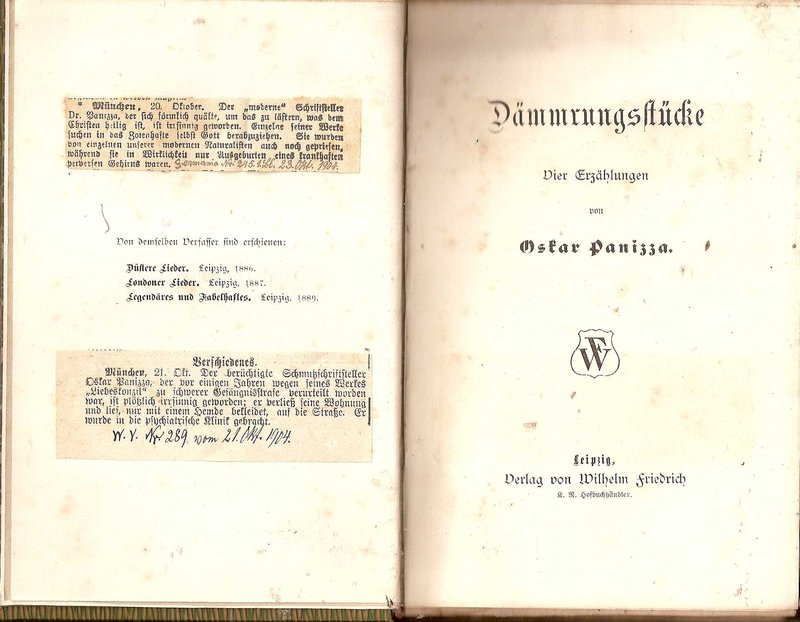 * München, 20. Oktober. Der „moderne“ Schriftsteller
Dr. Panizza, der sich förmlich quälte, um das zu lästern, was dem
Christen heilig ist, ist irrsinnig geworden. Einzelne seiner Werke
suchen in das Zotenhafte selbst Gott herabzuziehen. Sie wurden
von einzelnen unserer modernen Naturalisten auch noch gepriesen,
während sie in Wirklichkeit nur Ausgeburten eines krankhaften
perversen Gehirns waren. Germania Nr. 245 23. Okt. 1904.
Von demselben Verfasser sind erschienen:
Düstere Lieder. Leipzig, 1886.
Londoner Lieder. Leipzig, 1887.
Legendäres und Fabelhaftes. Leipzig, 1889.
Verschiedenes.
München, 21. Okt. Der berüchtigte Schmutzschriftsteller
Oskar Panizza, der vor einigen Jahren wegen seines Werkes
„Liebeskonzil“ zu schwerer Gefängnisstrafe verurteilt worden
war, ist plötzlich irrsinnig geworden; er verließ seine Wohnung
und lief, nur mit einem Hemde bekleidet, auf die Straße. Er
wurde in die psychiatrische Klinik gebracht.
W. V. Nr 289 vom 21. Okt. 1904.
Dämmrungsstücke
Vier Erzählungen
von
Oskar Panizza.
WF
Leipzig,
Verlag von Wilhelm Friedrich
K. R. Hofbuchhändler.